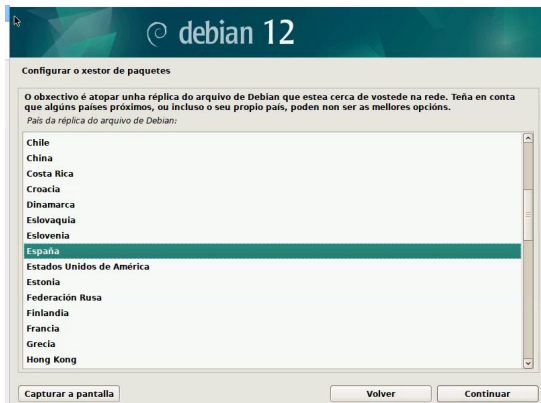 debian 12
Configurar o xestor de paquetes
O obxectivo é atopar unha réplica do arquivo de Debian que estea cerca de vostede na rede. Teña en conta
que algúns países próximos, ou incluso o seu propio país, poden non ser as mellores opcións.
País da réplica do arquivo de Debian:
Chile
China
Costa Rica
Croacia
Dinamarca
Eslovaquia
Eslovenia
España
Estados Unidos de América
Estonia
Federación Rusa
Finlandia
Francia
Grecia
Hong Kong
Capturar a pantalla
Volver
Continuar